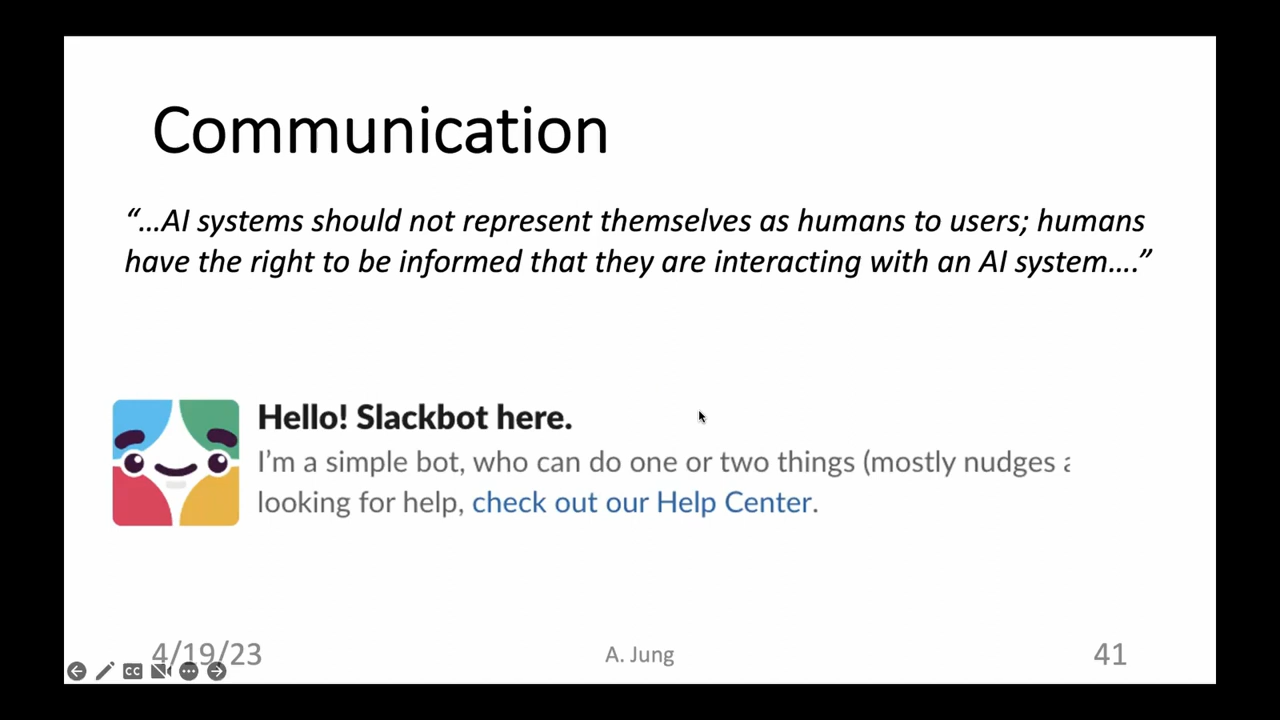 Communication
“…AI systems should not represent themselves as humans to users; humans
have the right to be informed that they are interacting with an AI system….”
Hello! Slackbot here.
I’m a simple bot, who can do one or two things (mostly nudges
looking for help, check out our Help Center.
4/19/23
A. Jung
41
CC